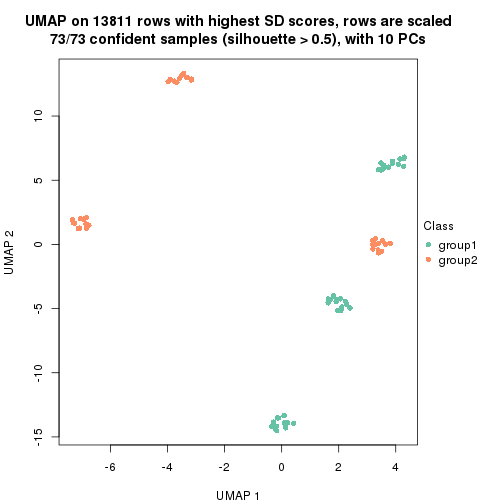 UMAP on 13811 rows with highest SD scores, rows are scaled
73/73 confident samples (silhouette > 0.5), with 10 PCs
10
5
0
-5
-10
-15
UMAP 2
Class
group1
group2
-6 -4 -2 0 2 4
UMAP 1